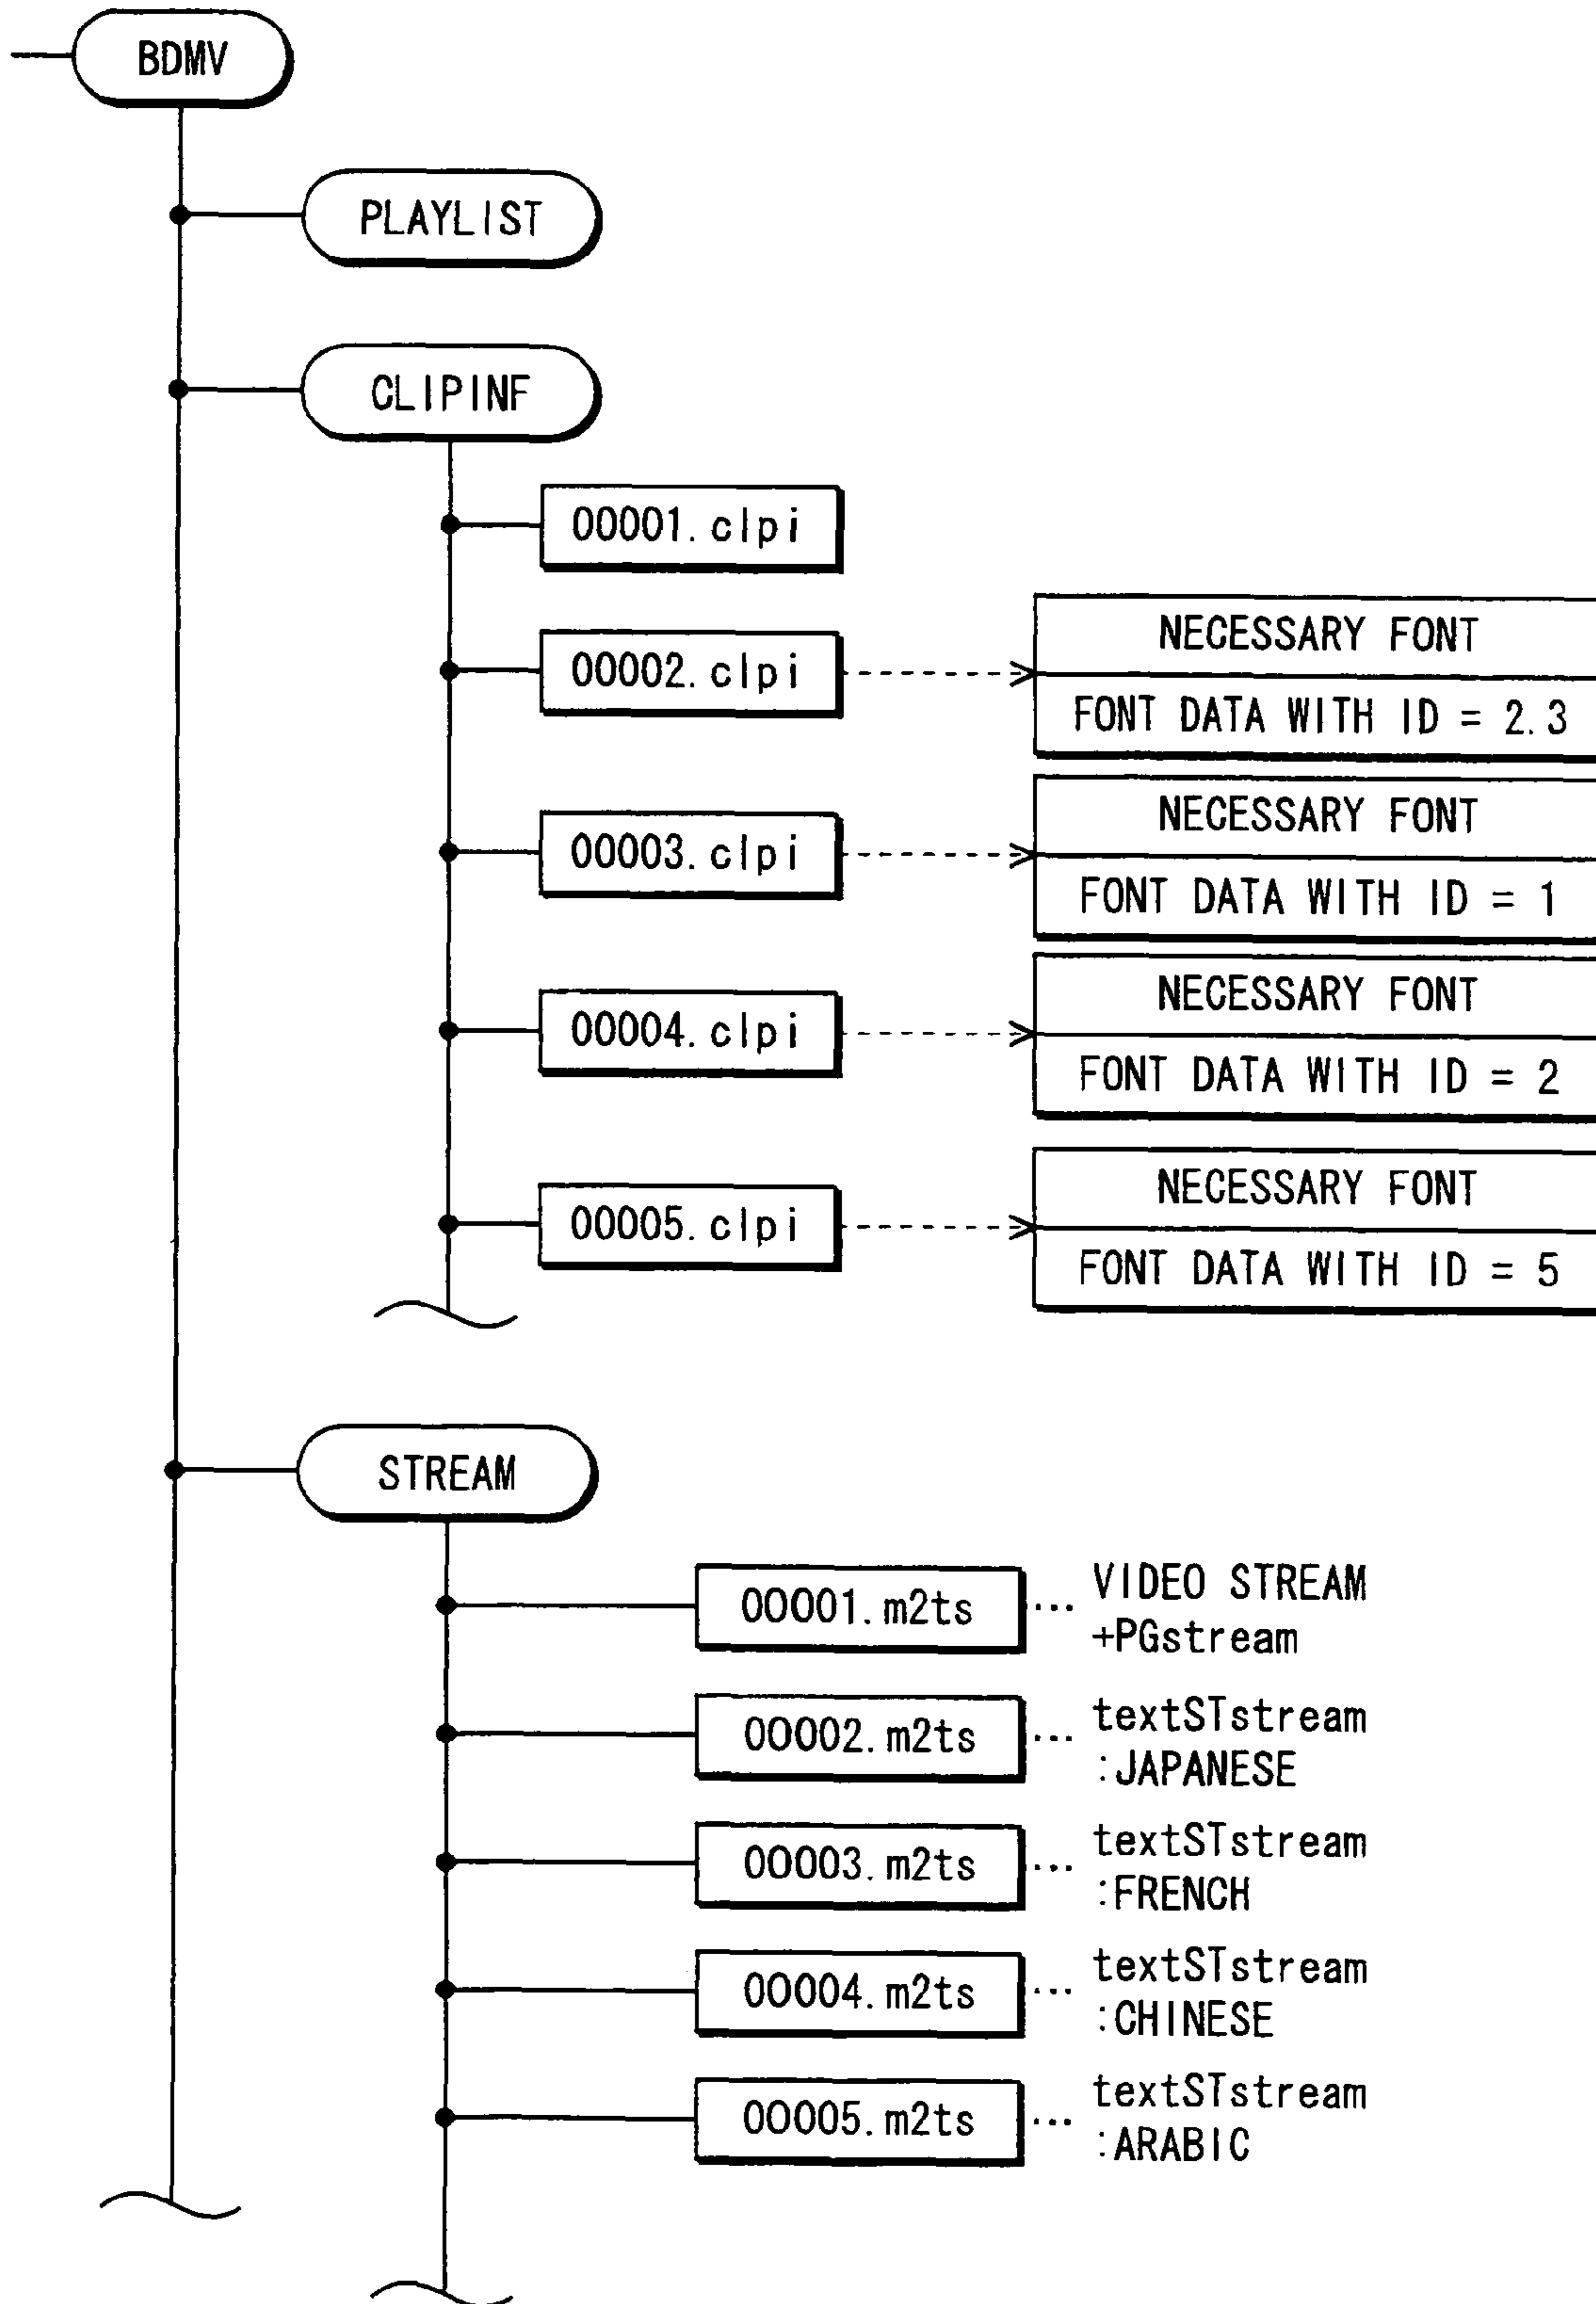 BDMV
PLAYLIST
CLIPINF
00001.clpi
00002.clpi
NECESSARY FONT
FONT DATA WITH ID = 2.3
00003.clpi
NECESSARY FONT
FONT DATA WITH ID = 1
00004.clpi
NECESSARY FONT
FONT DATA WITH ID = 2
00005.clpi
NECESSARY FONT
FONT DATA WITH ID = 5
STREAM
00001.m2ts ... VIDEO STREAM
+PGstream
00002.m2ts ... textSTstream
:JAPANESE
00003.m2ts ... textSTstream
:FRENCH
00004.m2ts ... textSTstream
:CHINESE
00005.m2ts ... textSTstream
:ARABIC